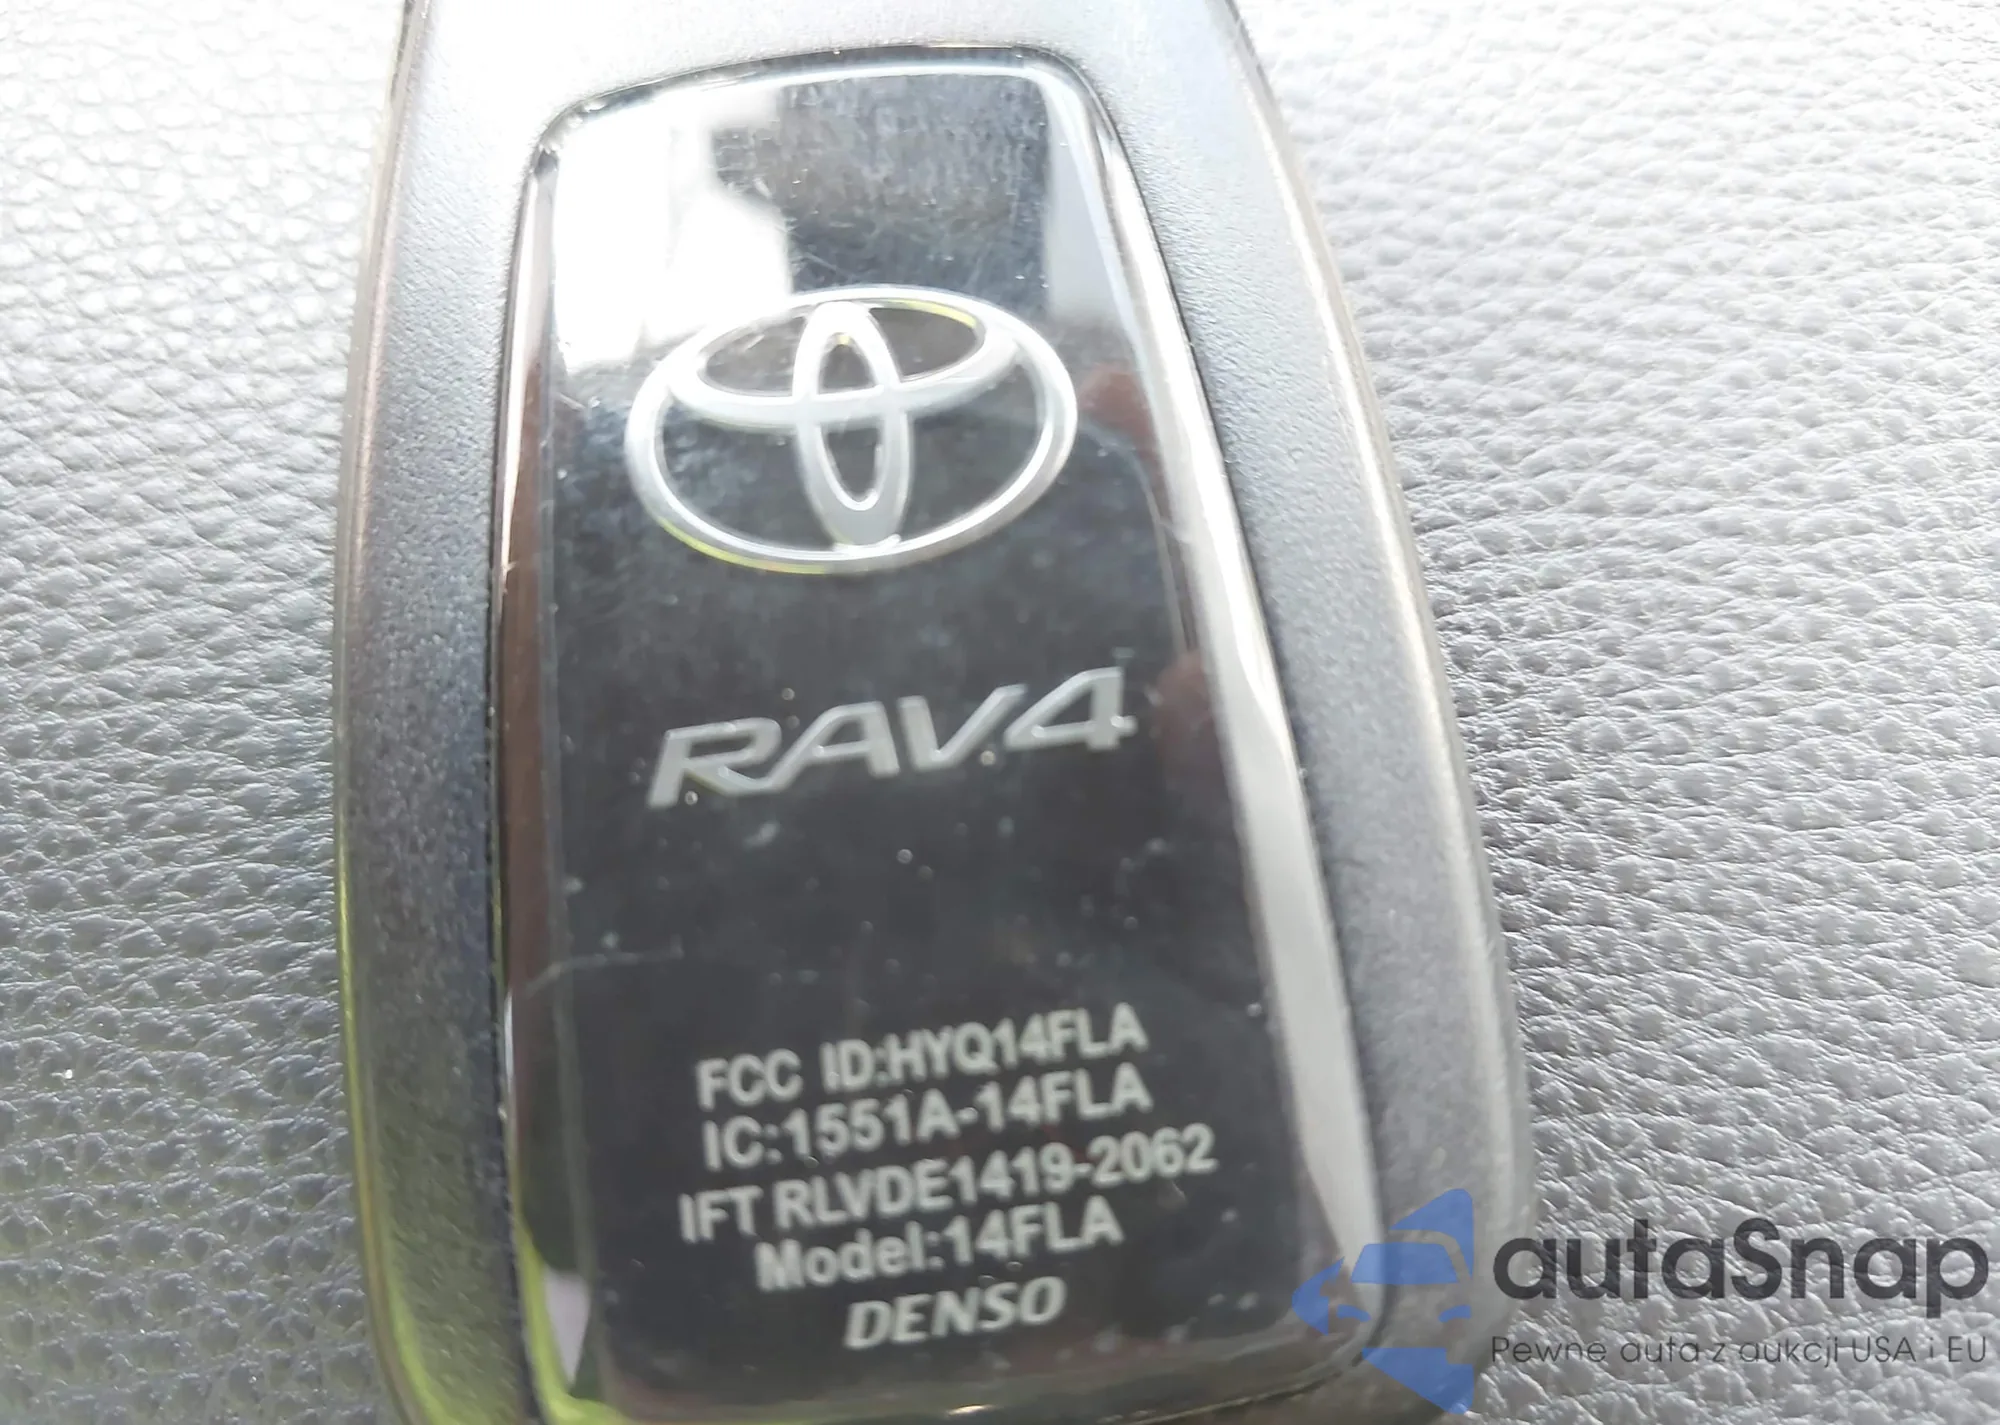 RAV4
FCC ID:HYQ14FLA
IC:1551A-14FLA
IFT RLVDE1419-2062
Model:14FLA
DENSO
autaSnap
Pewne auta z aukcji USA i EU